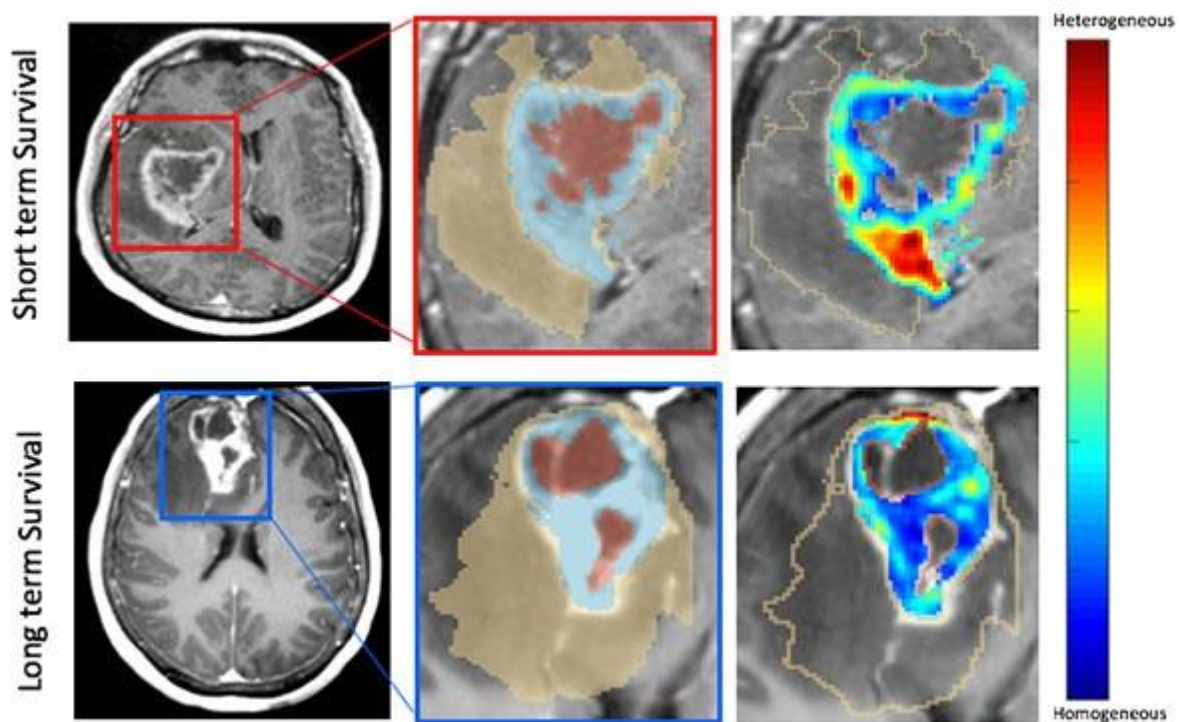 Heterogeneous
Short term Survival
Long term Survival
Homogeneous